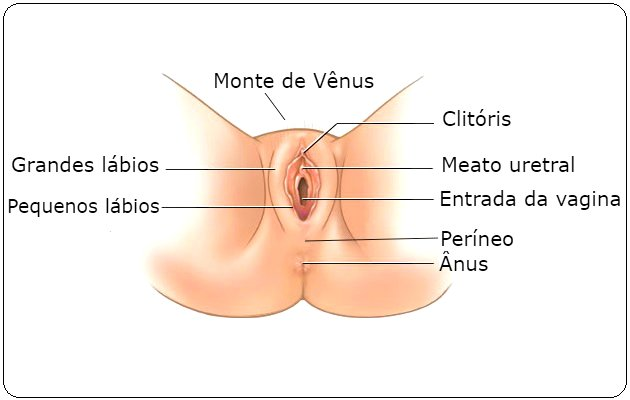 Monte de Vênus
Clitóris
Grandes lábios
Meato uretral
Entrada da vagina
Pequenos lábios
Períneo
Ânus